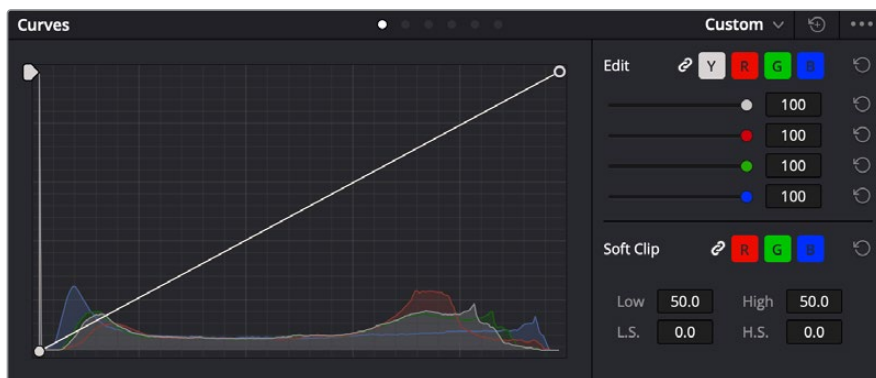 Curves Custom
Edit Y R G B
100
100
100
100
Soft Clip R G B
Low 50.0 High 50.0
L.S. 0.0 H.S. 0.0